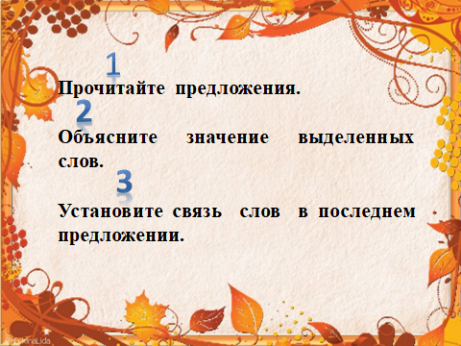 1
Прочитайте предложения.
2
Объясните значение выделенных
слов.
3
Установите связь слов в последнем
предложении.